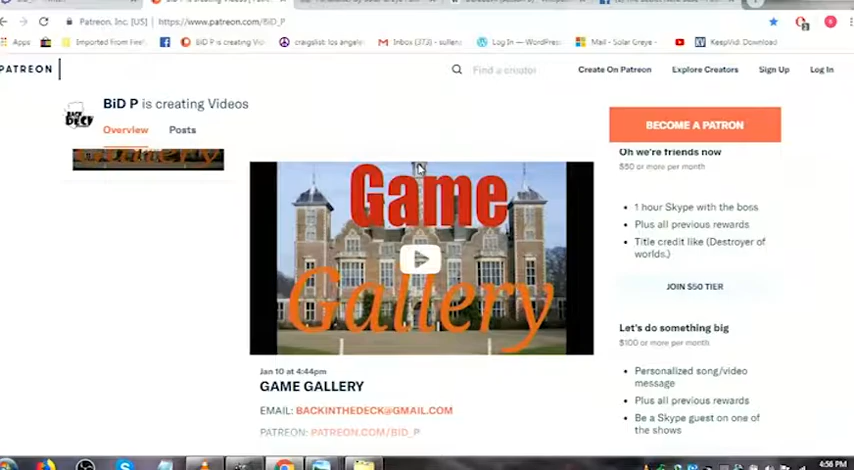 Patreon, Inc. [US] | https://www.patreon.com/BiD_P
Apps
Imported From Firef
BiD P is creating Vid
craigslist: los angele
Inbox (373) - sullen
Log In — WordPress
Mail - Solar Greye
YouTube
KeepVid Download
PATREON
Find a creator
Create On Patreon
Explore Creators
Sign Up
Log In
BACK
DECK
BiD P is creating Videos
Overview
Posts
BECOME A PATRON
Oh we're friends now
$50 or more per month
1 hour Skype with the boss
Plus all previous rewards
Title credit like (Destroyer of
worlds.)
JOIN $50 TIER
Let's do something big
$100 or more per month
Personalized song/video
message
Plus all previous rewards
Be a Skype guest on one of
the shows
Game
Gallery
Jan 10 at 4:44pm
GAME GALLERY
EMAIL: BACKINTHEDECK@GMAIL.COM
PATREON: PATREON.COM/BID_P
4:56 PM